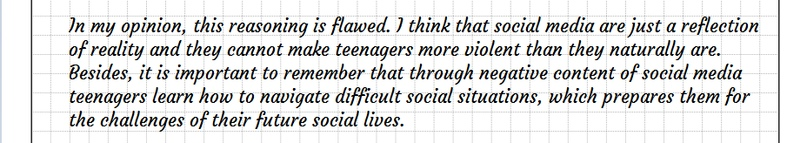 In my opinion, this reasoning is flawed. I think that social media are just a reflection
of reality and they cannot make teenagers more violent than they naturally are.
Besides, it is important to remember that through negative content of social media
teenagers learn how to navigate difficult social situations, which prepares them for
the challenges of their future social lives.